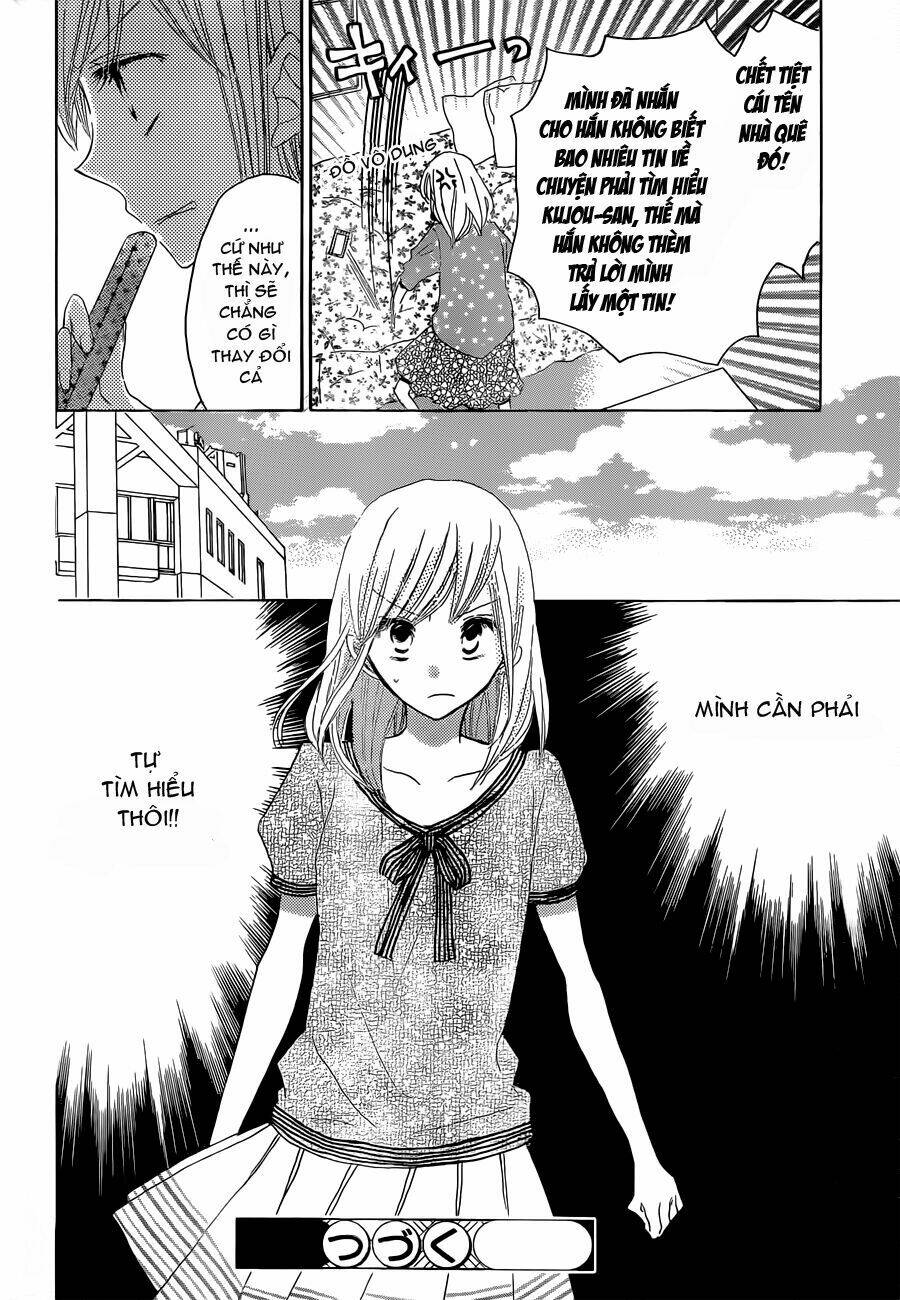 CHẾT TIỆT
CÁI TÊN
NHÀ QUÊ
ĐÓ!
MÌNH ĐÃ NHẮN
CHO HẮN KHÔNG BIẾT
BAO NHIÊU TIN VỀ
CHUYỆN PHẢI TÌM HIỂU
KUJOU-SAN, THẾ MÀ
HẮN KHÔNG THÈM
TRẢ LỜI MÌNH
LẤY MỘT TIN!
キィーっ
ĐỒ VÔ DỤNG
...
CỨ NHƯ
THẾ NÀY,
THÌ SẼ
CHẲNG
CÓ GÌ
THAY ĐỔI
CẢ
MÌNH CẦN PHẢI
TỰ
TÌM HIỂU
THÔI!!
つづく